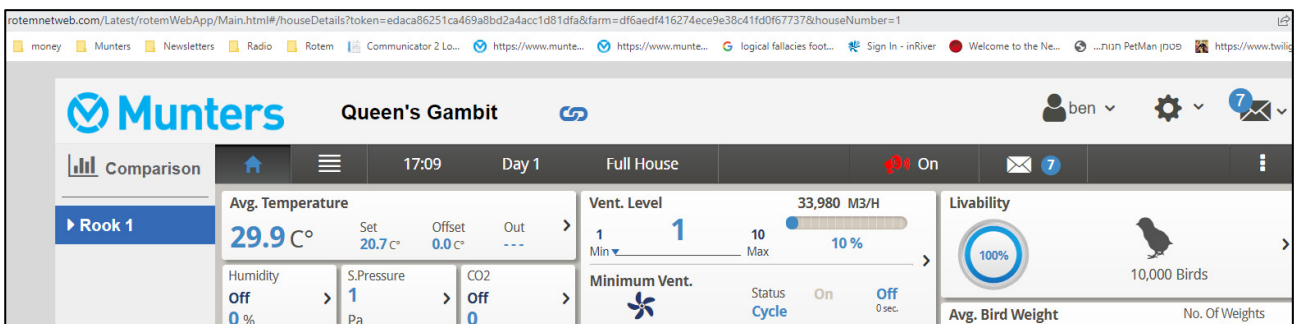 rotemnetweb.com/Latest/rotemWebApp/Main.html#/houseDetails?token=edaca86251ca469a8bd2a4acc1d81dfa&farm=df6aedf416274ece9e38c41fd0f67737&houseNumber=1
money Munters Newsletters Radio Rotem Communicator 2 Lo... https://www.munte... https://www.munte... logical fallacies foot... Sign In - inRiver Welcome to the Ne... פטמן PetMan חנות... https://www.twilig
Munters Queen's Gambit ben 7
Comparison 17:09 Day 1 Full House On 7
Rook 1
Avg. Temperature
29.9 C° Set 20.7 C° Offset 0.0 C° Out - - -
Humidity Off 0 %
S.Pressure 1 Pa
CO2 Off 0
Vent. Level 33,980 M3/H
1 Min 1 10 Max 10 %
Minimum Vent. Status Cycle On Off 0 sec.
Livability
100% 10,000 Birds
Avg. Bird Weight No. Of Weights